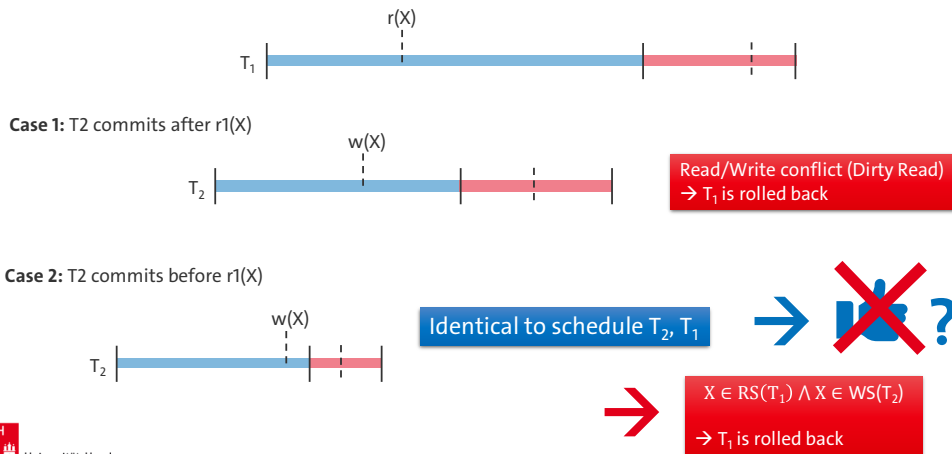 r(X)
T₁
Case 1: T2 commits after r1(X)
w(X)
T₂
Read/Write conflict (Dirty Read)
→ T₁ is rolled back
Case 2: T2 commits before r1(X)
w(X)
T₂
Identical to schedule T₂, T₁
?
X ∈ RS(T₁) ∧ X ∈ WS(T₂)
→ T₁ is rolled back
H